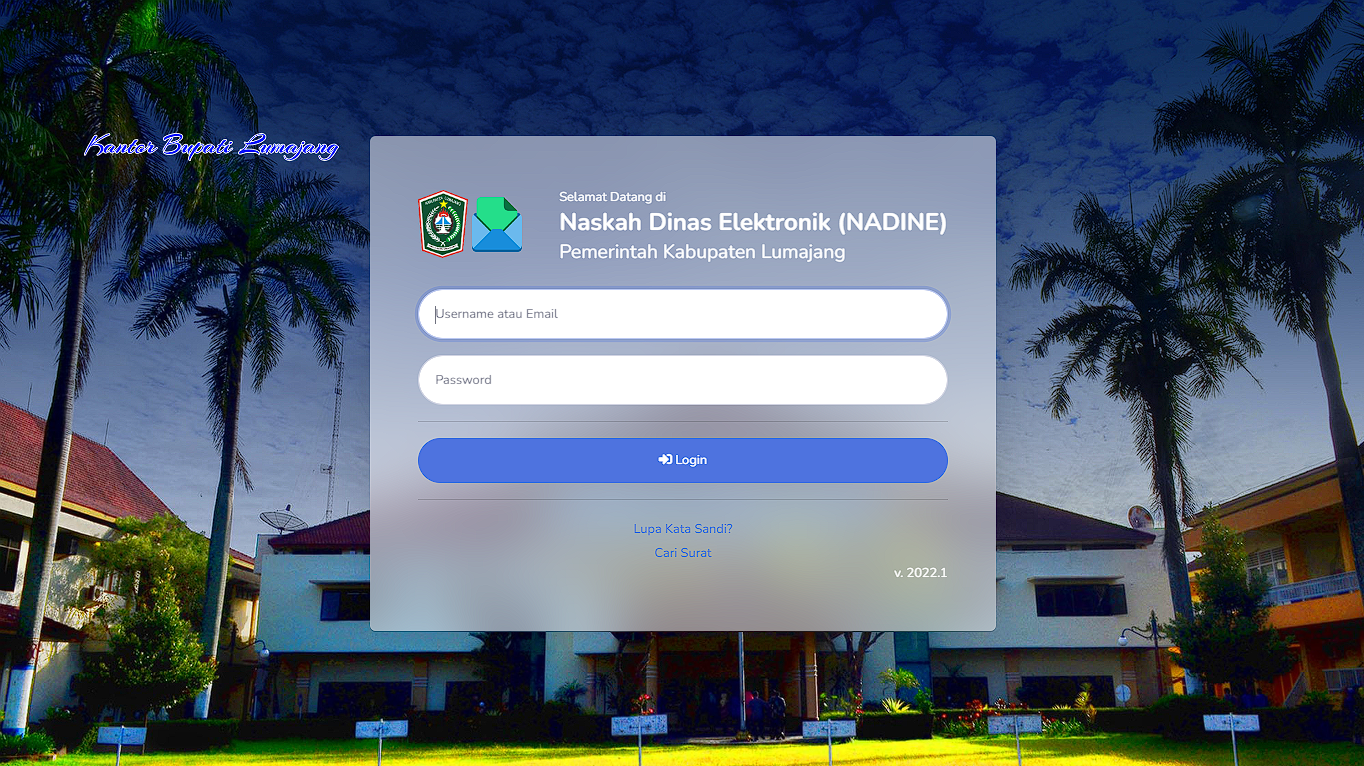 Kantor Bupati Lumajang
Selamat Datang di
Naskah Dinas Elektronik (NADINE)
Pemerintah Kabupaten Lumajang
Username atau Email
Password
Login
Lupa Kata Sandi?
Cari Surat
v. 2022.1